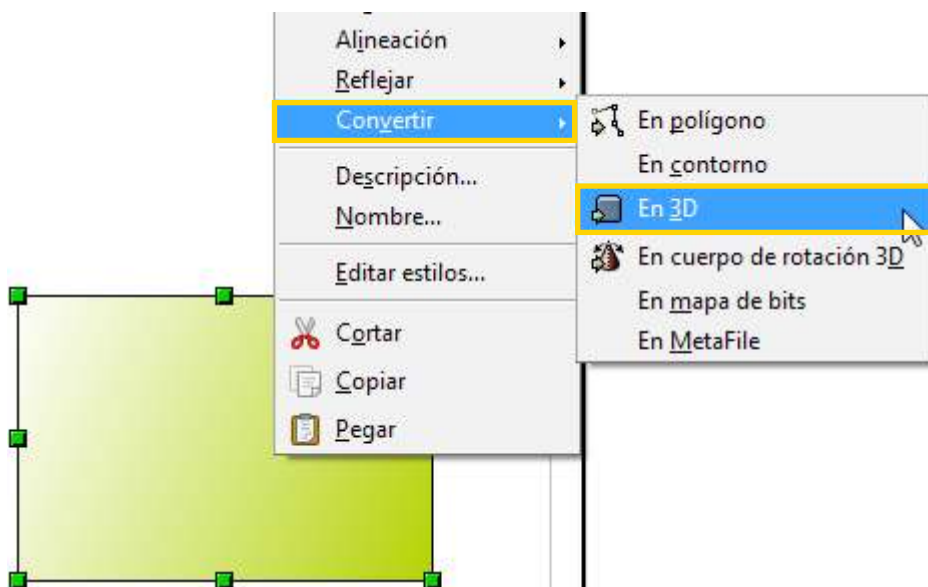 Alineación
Reflejar
Convertir
Descripción...
Nombre...
Editar estilos...
Cortar
Copiar
Pegar
En polígono
En contorno
En 3D
En cuerpo de rotación 3D
En mapa de bits
En MetaFile